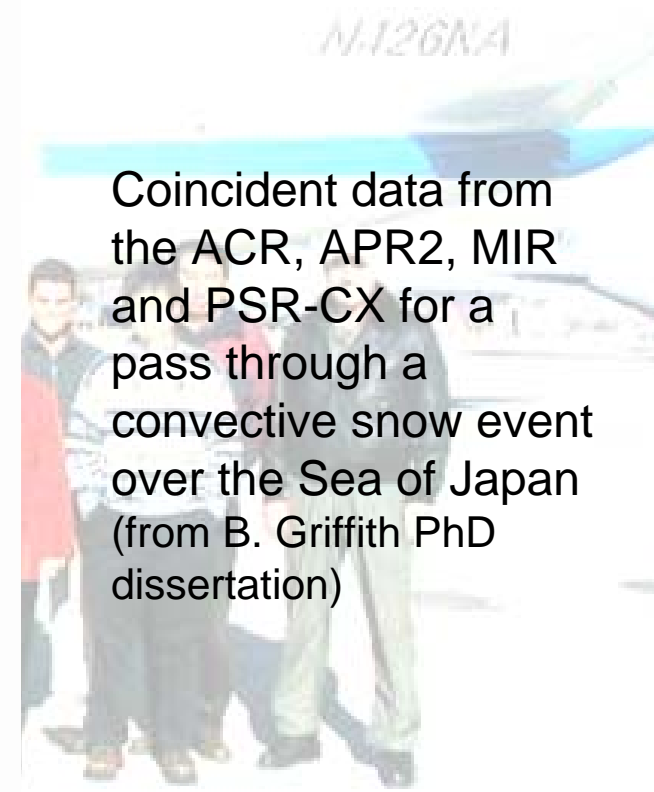 N426NA
Coincident data from
the ACR, APR2, MIR
and PSR-CX for a
pass through a
convective snow event
over the Sea of Japan
(from B. Griffith PhD
dissertation)